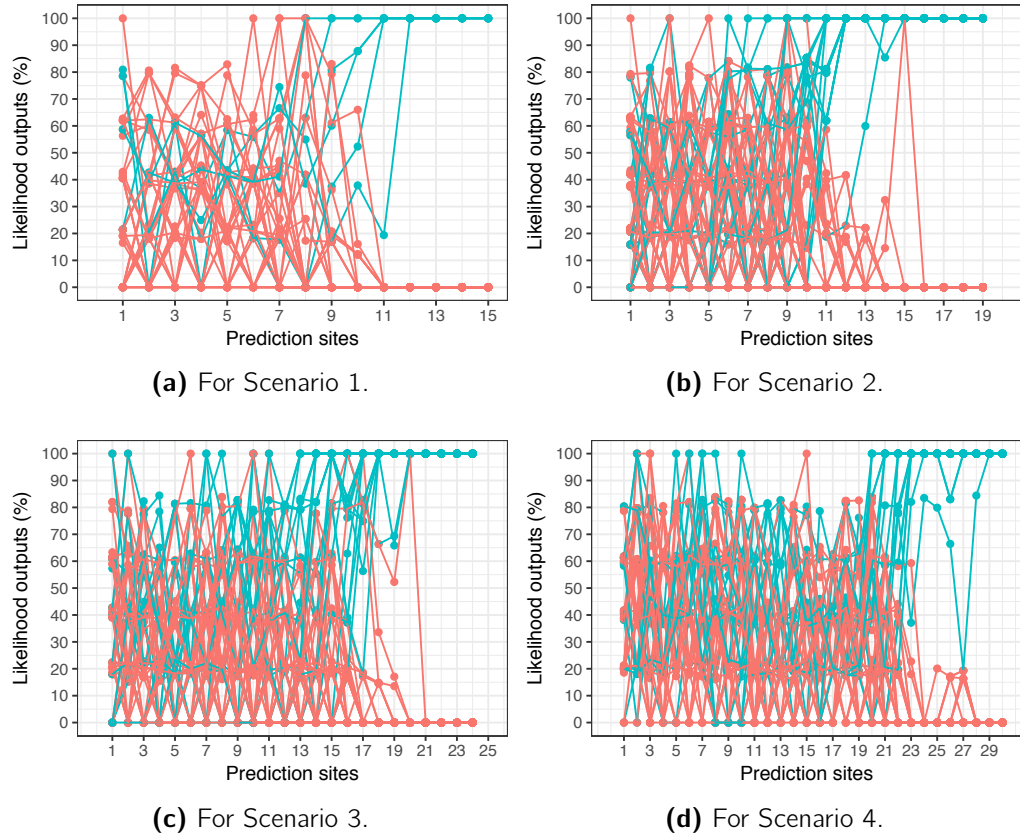 100
90
80
70
60
50
40
30
20
10
0
Likelihood outputs (%)
1 3 5 7 9 11 13 15
Prediction sites
(a) For Scenario 1.
100
90
80
70
60
50
40
30
20
10
0
Likelihood outputs (%)
1 3 5 7 9 11 13 15 17 19
Prediction sites
(b) For Scenario 2.
100
90
80
70
60
50
40
30
20
10
0
Likelihood outputs (%)
1 3 5 7 9 11 13 15 17 19 21 23 25
Prediction sites
(c) For Scenario 3.
100
90
80
70
60
50
40
30
20
10
0
Likelihood outputs (%)
1 3 5 7 9 11 13 15 17 19 21 23 25 27 29
Prediction sites
(d) For Scenario 4.